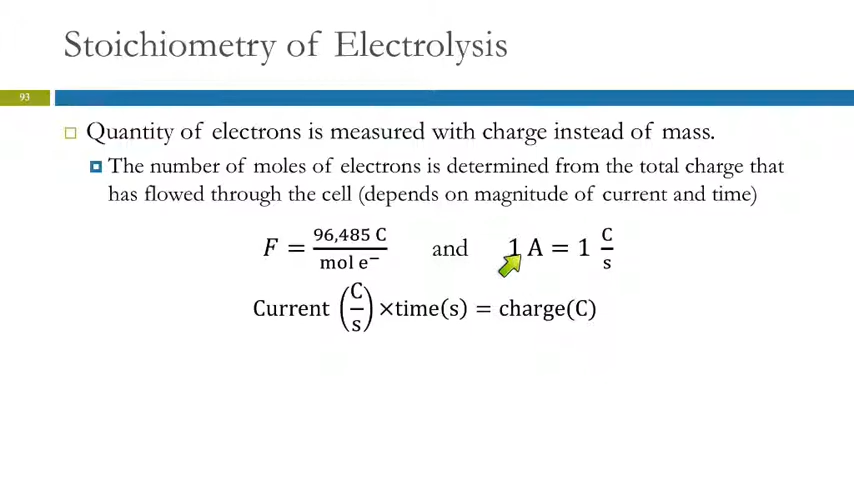 Stoichiometry of Electrolysis
93
Quantity of electrons is measured with charge instead of mass.
The number of moles of electrons is determined from the total charge that
has flowed through the cell (depends on magnitude of current and time)
F = 96,485 C / mol e⁻ and 1 A = 1 C/s
Current (C/s) ×time(s) = charge(C)